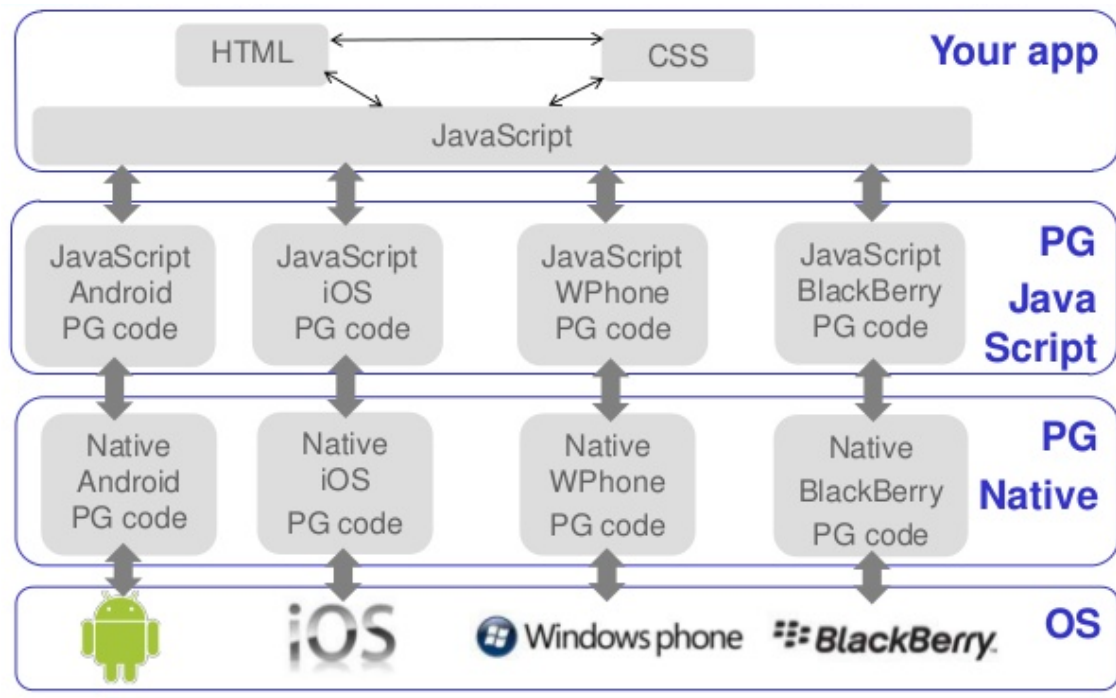 HTML
CSS
Your app
JavaScript
JavaScript
Android
PG code
JavaScript
iOS
PG code
JavaScript
WPhone
PG code
JavaScript
BlackBerry
PG code
PG
Java
Script
Native
Android
PG code
Native
iOS
PG code
Native
WPhone
PG code
Native
BlackBerry
PG code
PG
Native
iOS
Windows phone
BlackBerry
OS